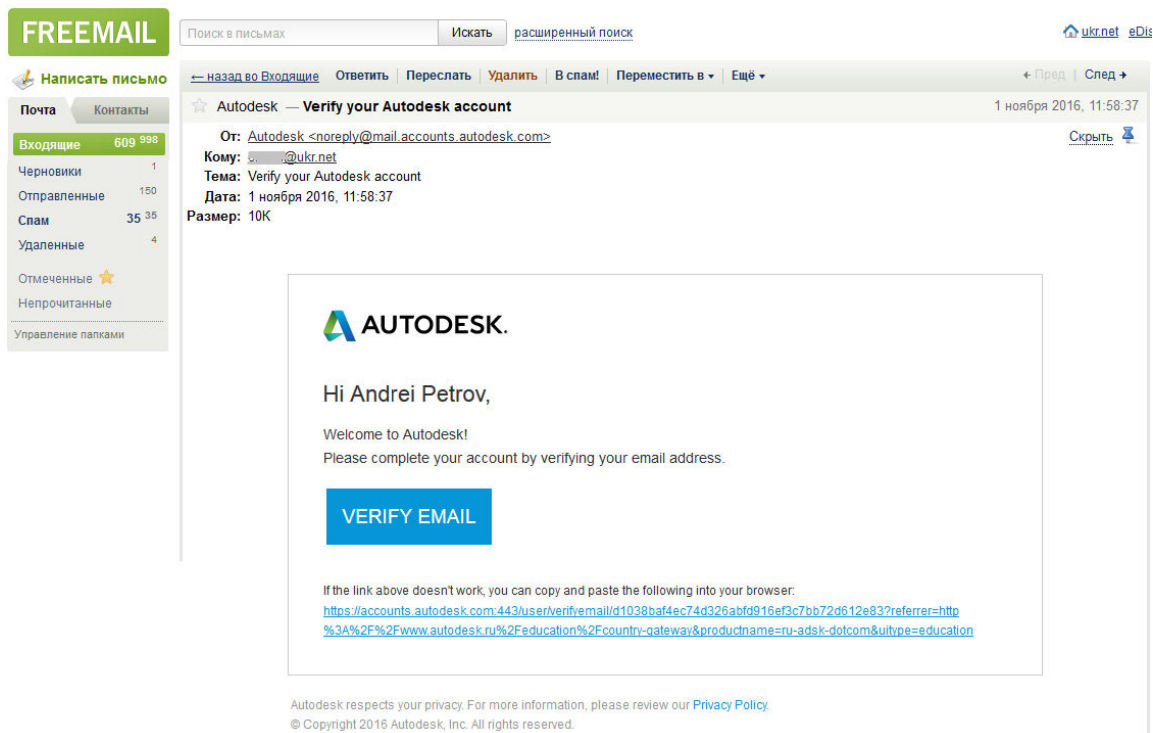 FREEMAIL
Поиск в письмах Искать расширенный поиск ukr.net eDis
Написать письмо
← назад во Входящие Ответить Переслать Удалить В спам! Переместить в Ещё ← Пред След →
Почта Контакты
Autodesk — Verify your Autodesk account 1 ноября 2016, 11:58:37
Входящие 609 998
Черновики 1
Отправленные 150
Спам 35 35
Удаленные 4
Отмеченные
Непрочитанные
Управление папками
От: Autodesk <noreply@mail.accounts.autodesk.com> Скрыть
Кому: @ukr.net
Тема: Verify your Autodesk account
Дата: 1 ноября 2016, 11:58:37
Размер: 10K
AUTODESK.
Hi Andrei Petrov,
Welcome to Autodesk!
Please complete your account by verifying your email address.
VERIFY EMAIL
If the link above doesn't work, you can copy and paste the following into your browser:
https://accounts.autodesk.com:443/user/verifyemail/d1038baf4ec74d326abfd916ef3c7bb72d612e83?referrer=http
%3A%2F%2Fwww.autodesk.ru%2Feducation%2Fcountry-gateway&productname=ru-adsk-dotcom&uitype=education
Autodesk respects your privacy. For more information, please review our Privacy Policy.
© Copyright 2016 Autodesk, Inc. All rights reserved.